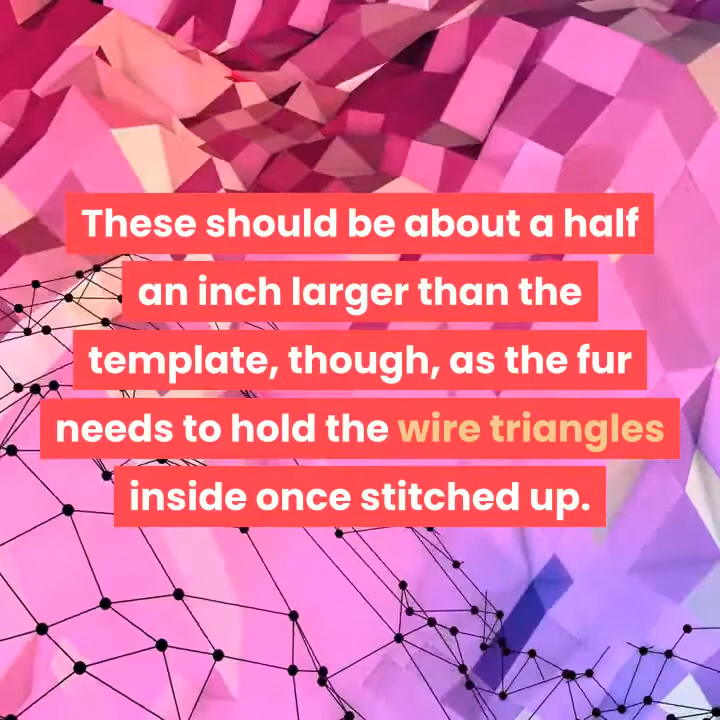 These should be about a half
an inch larger than the
template, though, as the fur
needs to hold the wire triangles
inside once stitched up.